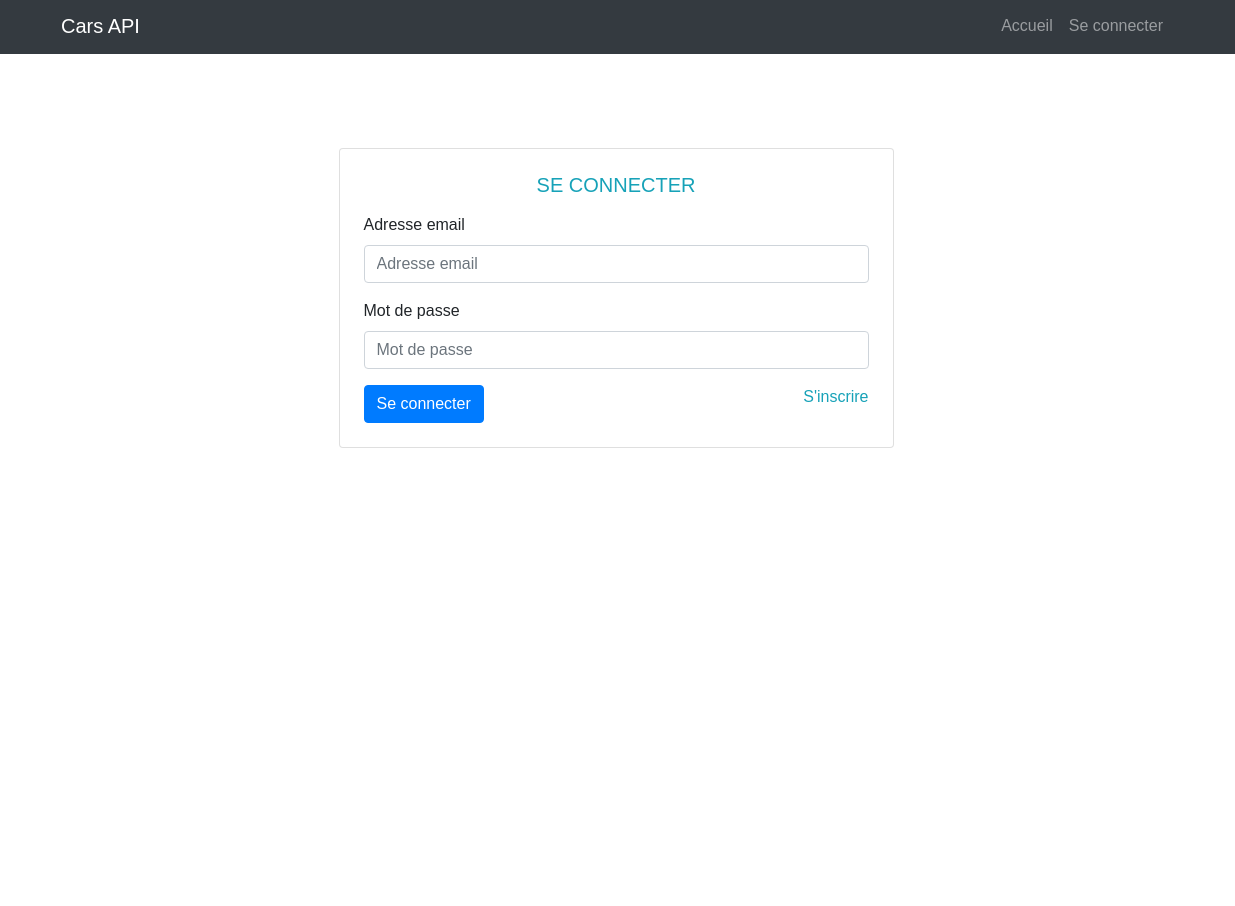 Cars API
Accueil Se connecter
SE CONNECTER
Adresse email
Adresse email
Mot de passe
Mot de passe
Se connecter
S'inscrire